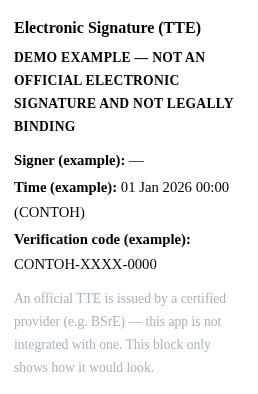 Electronic Signature (TTE)
DEMO EXAMPLE — NOT AN
OFFICIAL ELECTRONIC
SIGNATURE AND NOT LEGALLY
BINDING
Signer (example): —
Time (example): 01 Jan 2026 00:00
(CONTOH)
Verification code (example):
CONTOH-XXXX-0000
An official TTE is issued by a certified
provider (e.g. BSrE) — this app is not
integrated with one. This block only
shows how it would look.